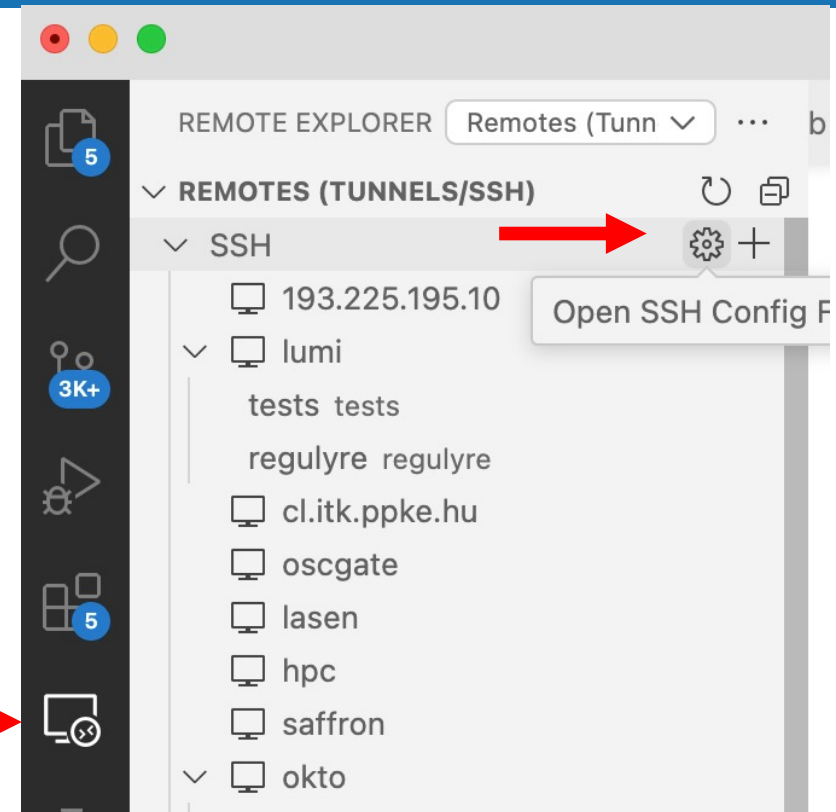 REMOTE EXPLORER Remotes (Tunn ··· b
5
REMOTES (TUNNELS/SSH)
SSH
193.225.195.10
Open SSH Config F
lumi
3K+
tests tests
regulyre regulyre
cl.itk.ppke.hu
oscgate
5
lasen
hpc
saffron
okto